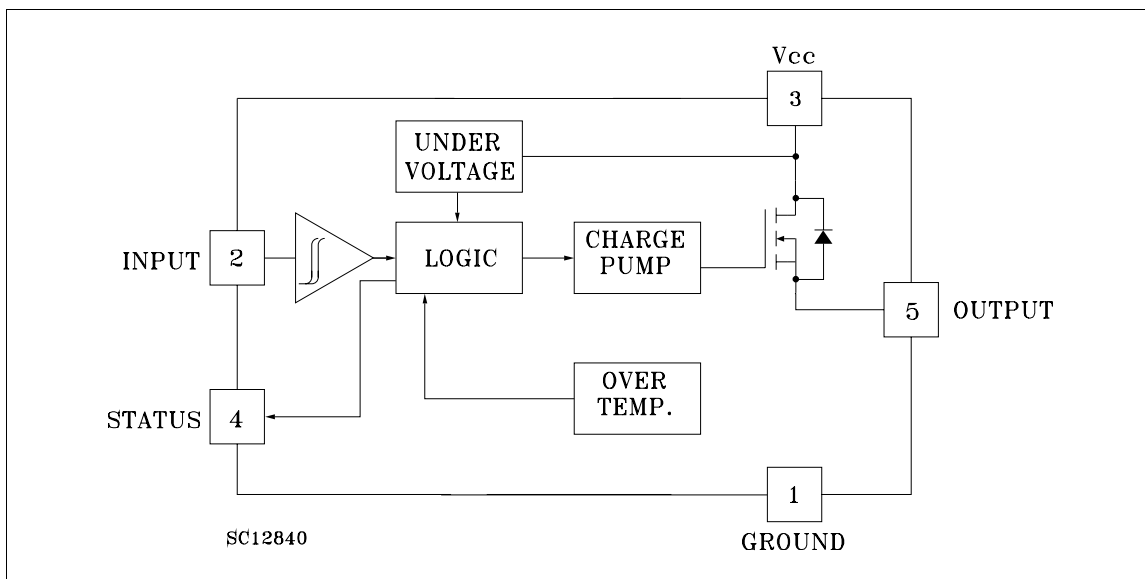 Vcc
3
UNDER
VOLTAGE
INPUT
2
LOGIC
CHARGE
PUMP
5
OUTPUT
STATUS
4
OVER
TEMP.
1
GROUND
SC12840